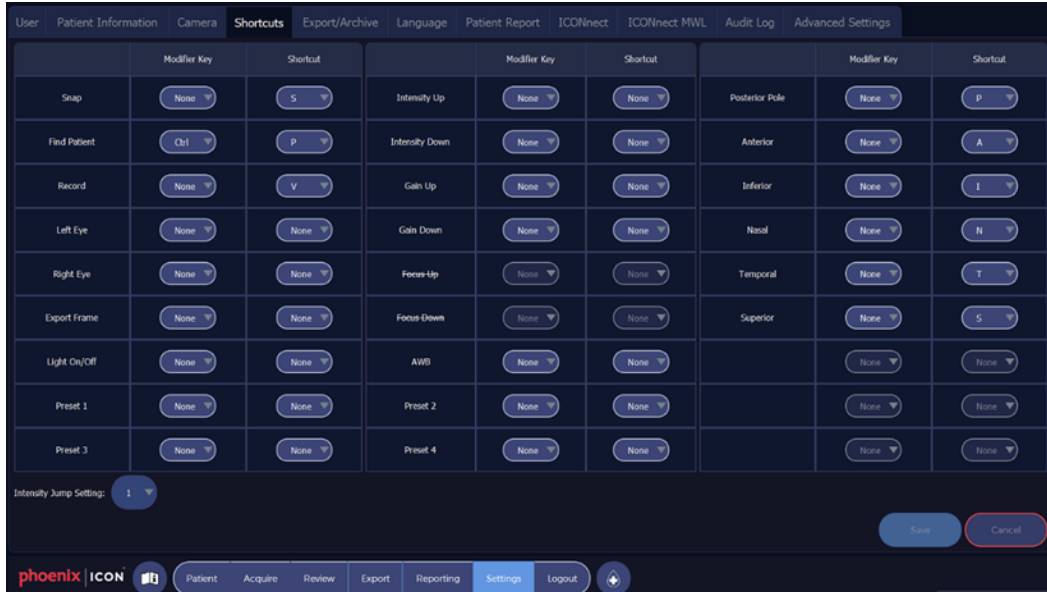 User Patient Information Camera Shortcuts Export/Archive Language Patient Report ICONnect ICONnect MWL Audit Log Advanced Settings
Modifier Key Shortcut Modifier Key Shortcut Modifier Key Shortcut
Snap None S Intensity Up None None Posterior Pole None P
Find Patient Ctrl P Intensity Down None None Anterior None A
Record None V Gain Up None None Inferior None I
Left Eye None None Gain Down None None Nasal None N
Right Eye None None Focus Up None None Temporal None T
Export Frame None None Focus Down None None Superior None S
Light On/Off None None AWB None None None None
Preset 1 None None Preset 2 None None None None
Preset 3 None None Preset 4 None None None None
Intensity Jump Setting: 1
Save Cancel
phoenix ICON Patient Acquire Review Export Reporting Settings Logout